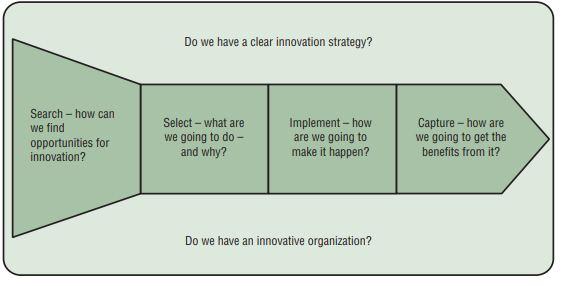 Do we have a clear innovation strategy?
Search – how can
we find
opportunities for
innovation?
Select – what are
we going to do –
and why?
Implement – how
are we going to
make it happen?
Capture – how are
we going to get the
benefits from it?
Do we have an innovative organization?